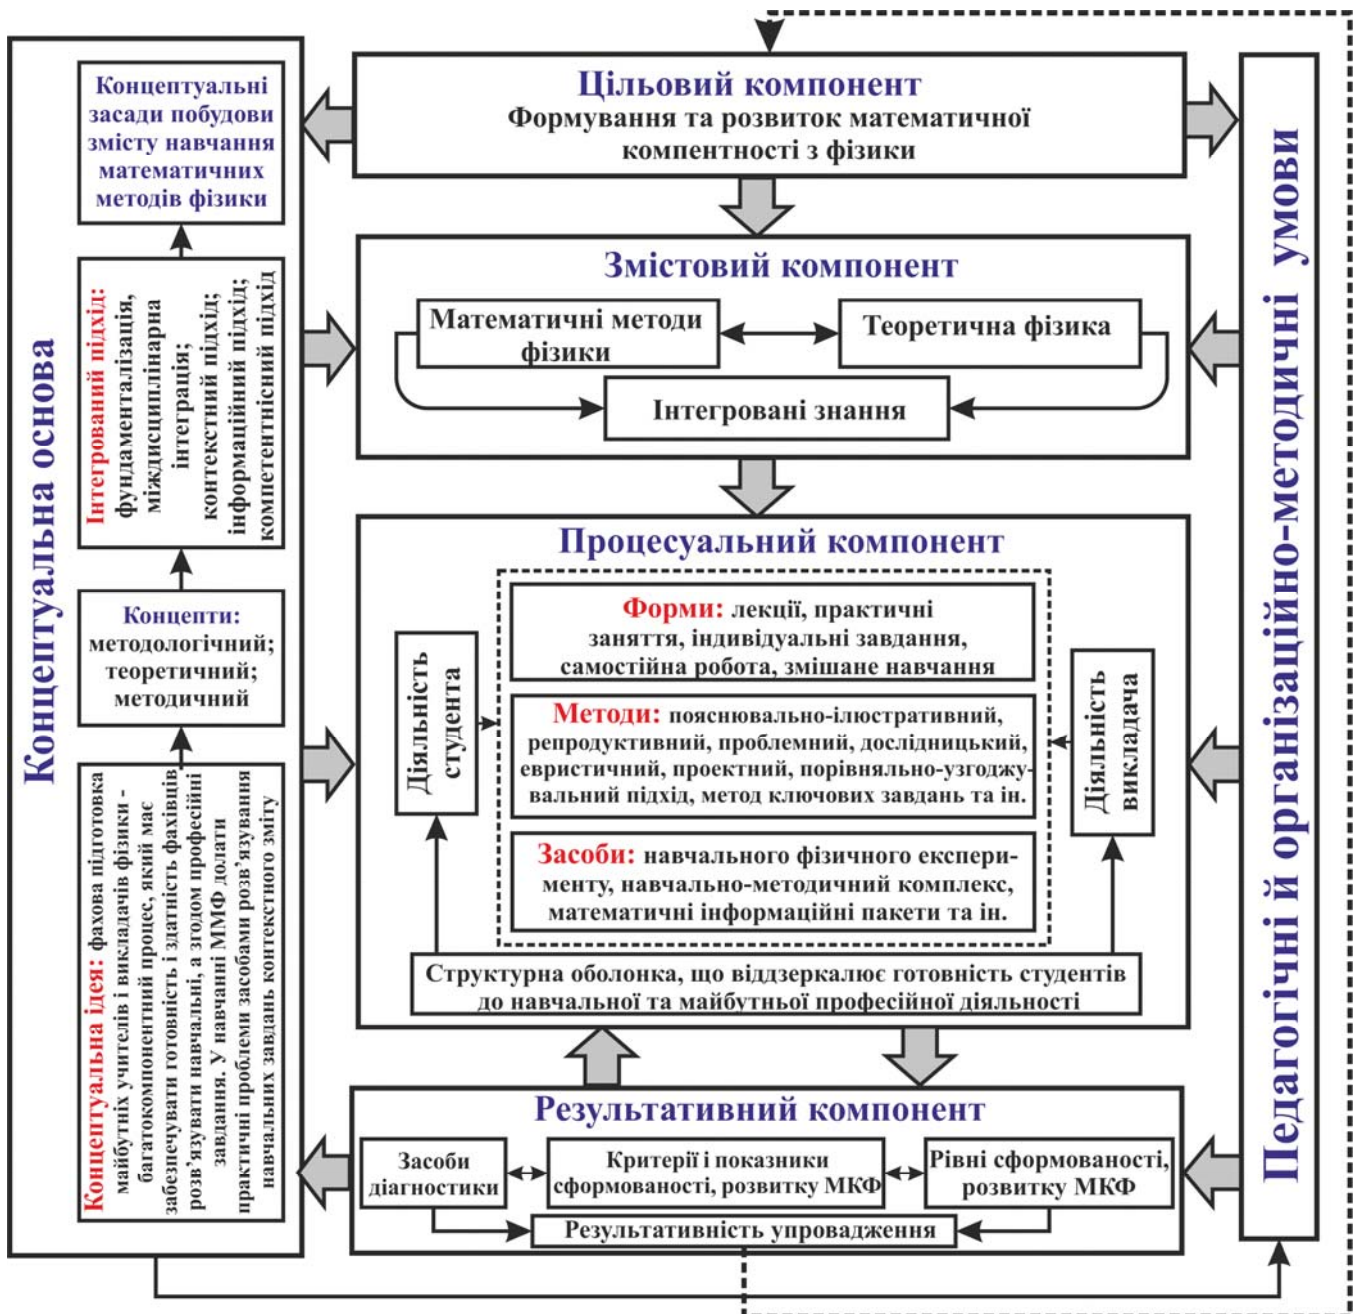 Концептуальна основа
Концептуальні
засади побудови
змісту навчання
математичних
методів фізики
Інтегрований підхід:
фундаменталізація,
міждисциплінарна
інтеграція;
контекстний підхід;
інформаційний підхід;
компетентнісний підхід
Концепти:
методологічний;
теоретичний;
методичний
Концептуальна ідея: фахова підготовка
майбутніх учителів і викладачів фізики -
багатокомпонентний процес, який має
забезпечувати готовність і здатність фахівців
розв’язувати навчальні, а згодом професійні
завдання. У навчанні ММФ долати
практичні проблеми засобами розв’язування
навчальних завдань контекстного зміту
Цільовий компонент
Формування та розвиток математичної
компентності з фізики
Змістовий компонент
Математичні методи
фізики
Теоретична фізика
Інтегровані знання
Процесуальний компонент
Діяльність
студента
Форми: лекції, практичні
заняття, індивідуальні завдання,
самостійна робота, змішане навчання
Методи: пояснювально-ілюстративний,
репродуктивний, проблемний, дослідницький,
евристичний, проектний, порівняльно-узгоджу-
вальний підхід, метод ключових завдань та ін.
Засоби: навчального фізичного експери-
менту, навчально-методичний комплекс,
математичні інформаційні пакети та ін.
Діяльність
викладача
Структурна оболонка, що віддзеркалює готовність студентів
до навчальної та майбутньої професійної діяльності
Результативний компонент
Засоби
діагностики
Критерії і показники
сформованості, розвитку МКФ
Рівні сформованості,
розвитку МКФ
Результативність упровадження
Педагогічні й організаційно-методичні умови